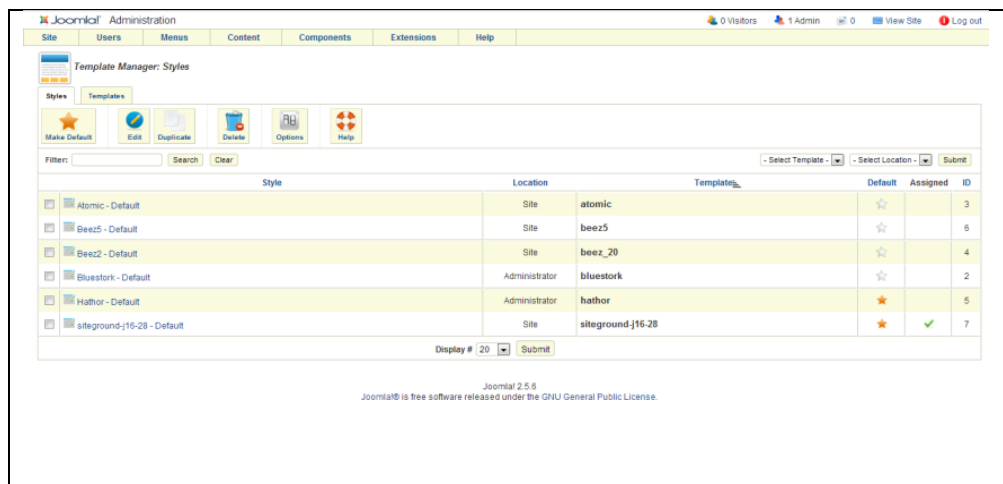 Joomla! Administration 0 Visitors 1 Admin 0 View Site Log out
Site Users Menus Content Components Extensions Help
Template Manager: Styles
Styles Templates
Make Default Edit Duplicate Delete Options Help
Filter: Search Clear - Select Template - - Select Location - Submit
Style Location Template Default Assigned ID
Atomic - Default Site atomic 3
Beez5 - Default Site beez5 6
Beez2 - Default Site beez_20 4
Bluestork - Default Administrator bluestork 2
Hathor - Default Administrator hathor 5
siteground-j16-28 - Default Site siteground-j16-28 7
Display # 20 Submit
Joomla! 2.5.6
Joomla!® is free software released under the GNU General Public License.